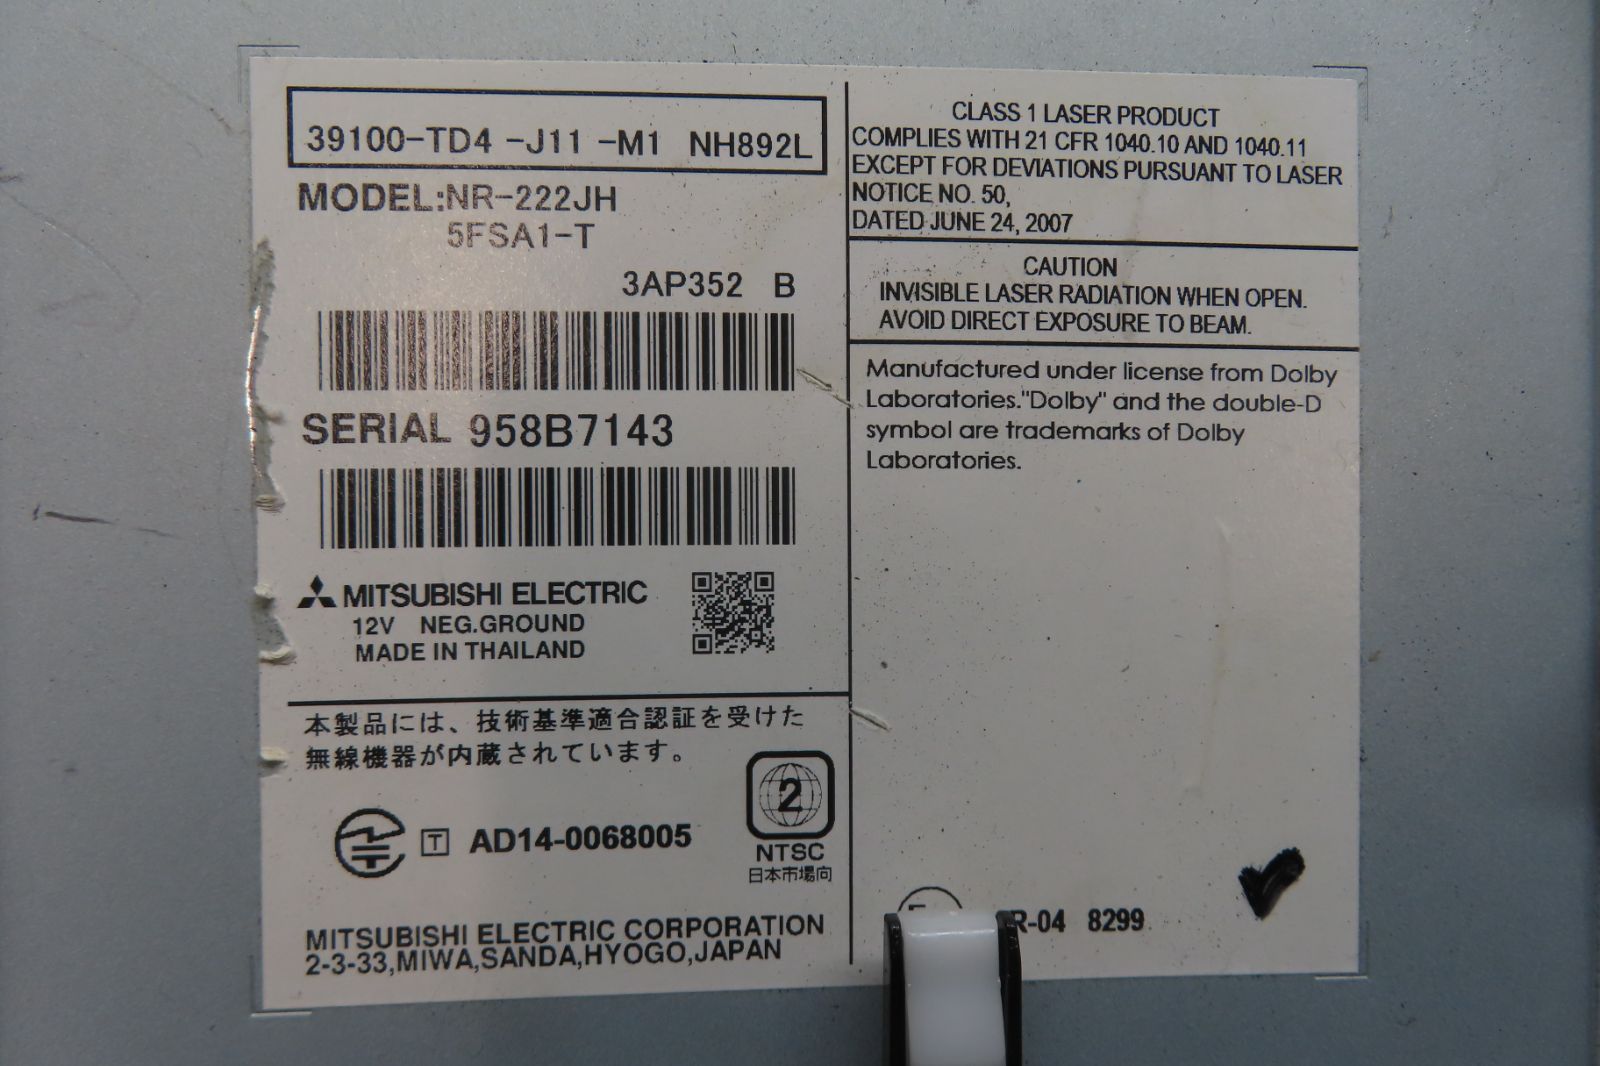 39100-TD4 -J11 -M1 NH892L
MODEL:NR-222JH
5FSA1-T
3AP352 B
SERIAL 958B7143
MITSUBISHI ELECTRIC
12V NEG.GROUND
MADE IN THAILAND
本製品には、技術基準適合認証を受けた
無線機器が内蔵されています。
T AD14-0068005
2
NTSC
日本市場向
MITSUBISHI ELECTRIC CORPORATION
2-3-33,MIWA,SANDA,HYOGO,JAPAN
CLASS 1 LASER PRODUCT
COMPLIES WITH 21 CFR 1040.10 AND 1040.11
EXCEPT FOR DEVIATIONS PURSUANT TO LASER
NOTICE NO. 50,
DATED JUNE 24, 2007
CAUTION
INVISIBLE LASER RADIATION WHEN OPEN.
AVOID DIRECT EXPOSURE TO BEAM.
Manufactured under license from Dolby
Laboratories."Dolby" and the double-D
symbol are trademarks of Dolby
Laboratories.
R-04 8299